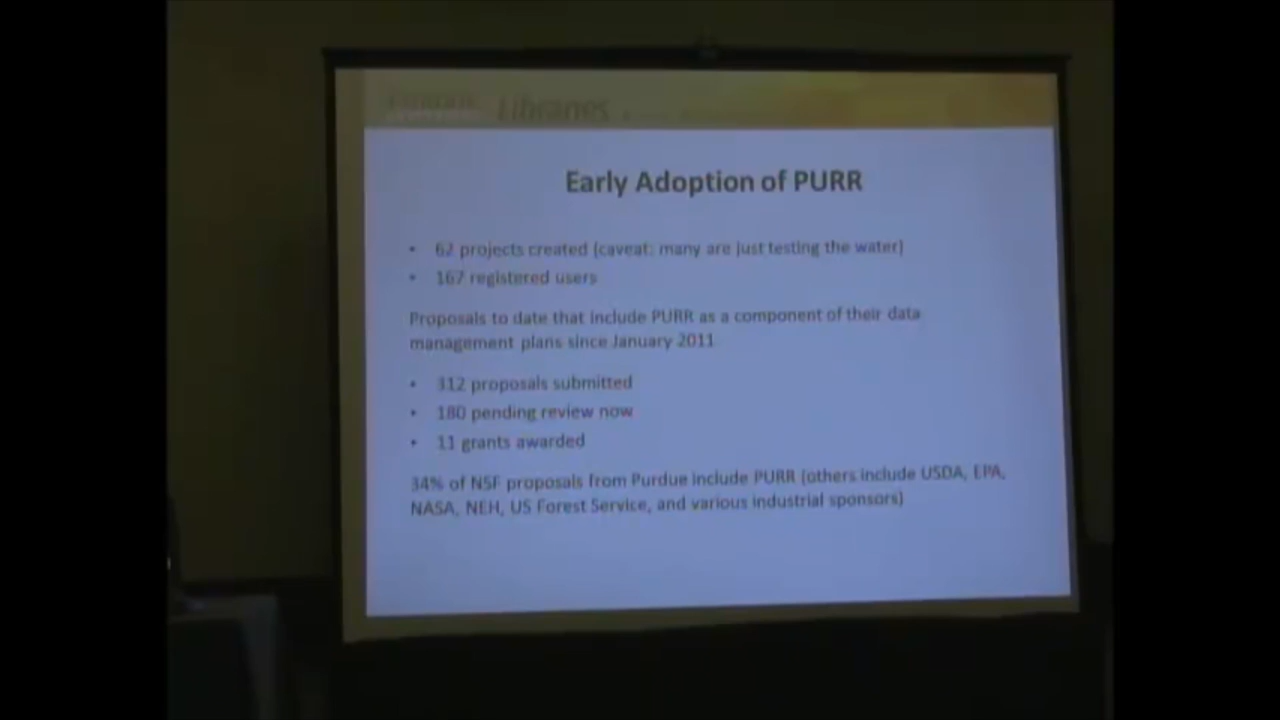 Libraries
Early Adoption of PURR
• 62 projects created (caveat: many are just testing the water)
• 167 registered users
Proposals to date that include PURR as a component of their data
management plans since January 2011
• 312 proposals submitted
• 180 pending review now
• 11 grants awarded
34% of NSF proposals from Purdue include PURR (others include USDA, EPA,
NASA, NEH, US Forest Service, and various industrial sponsors)